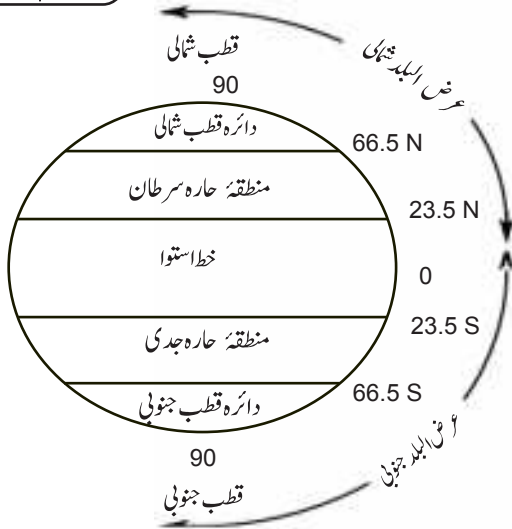 قطب شمالی
عرض البلد شمالی
90
دائرہ قطب شمالی
66.5 N
منطقۂ حارہ سرطان
23.5 N
خط استوا
0
23.5 S
منطقۂ حارہ جدی
66.5 S
دائرہ قطب جنوبی
عرض البلد جنوبی
90
قطب جنوبی